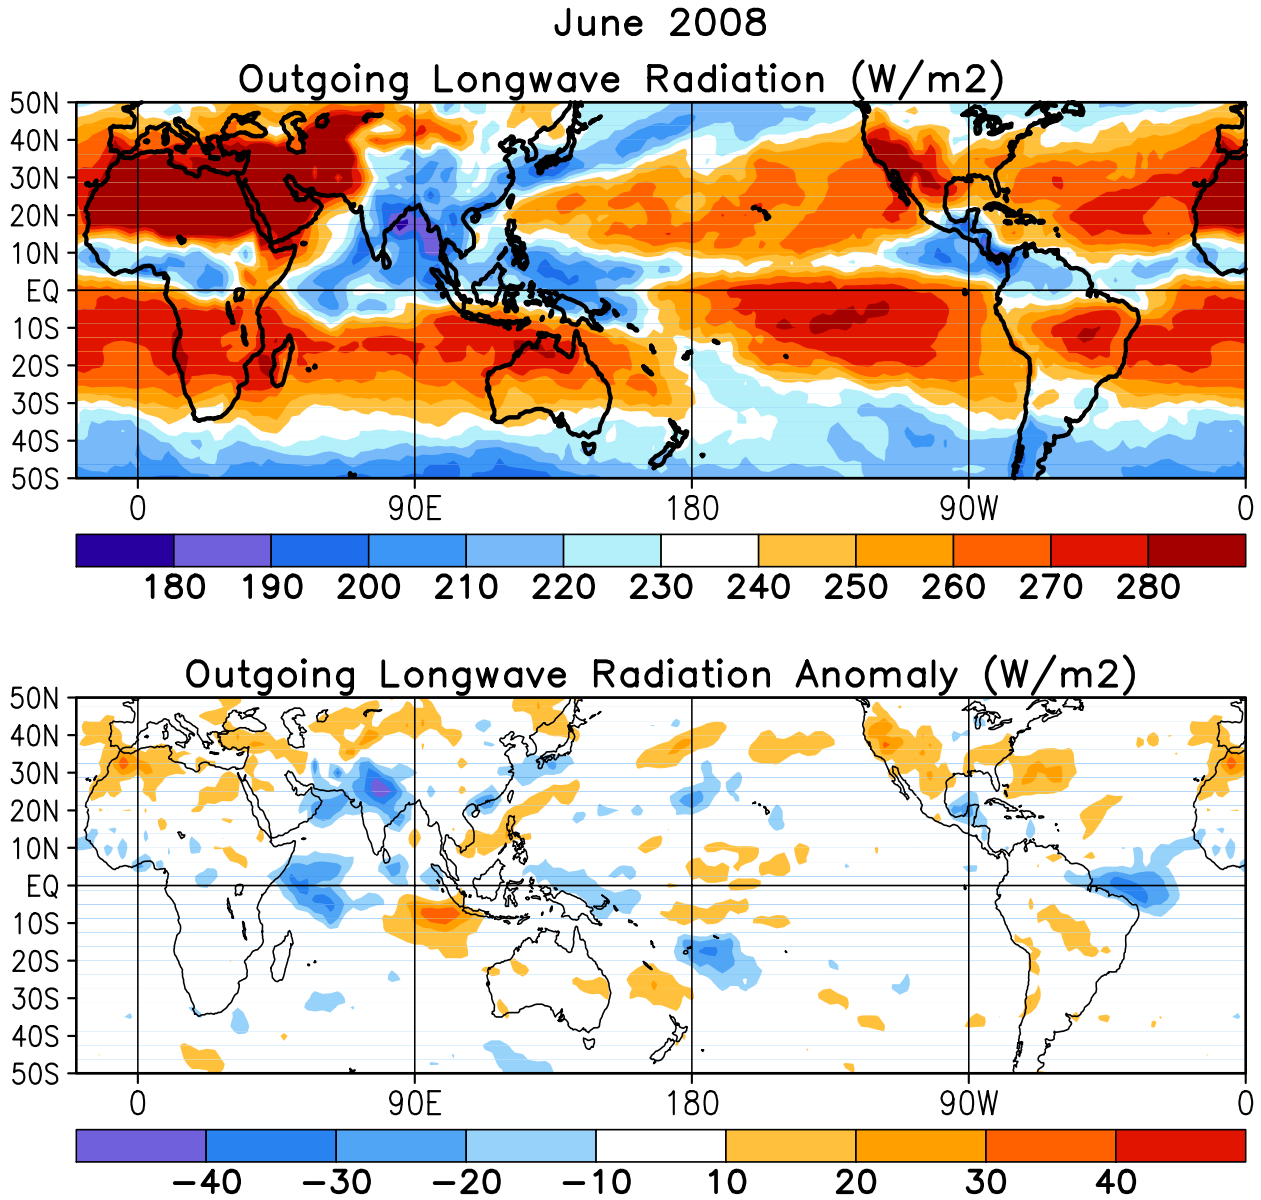 June 2008
Outgoing Longwave Radiation (W/m2)
50N
40N
30N
20N
10N
EQ
10S
20S
30S
40S
50S
0 90E 180 90W 0
180 190 200 210 220 230 240 250 260 270 280
Outgoing Longwave Radiation Anomaly (W/m2)
50N
40N
30N
20N
10N
EQ
10S
20S
30S
40S
50S
0 90E 180 90W 0
−40 −30 −20 −10 10 20 30 40